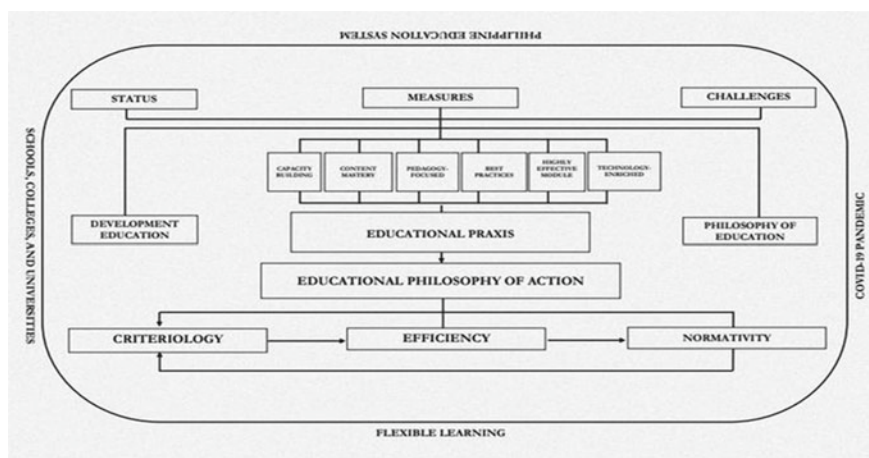 PHILIPPINE EDUCATION SYSTEM
STATUS
MEASURES
CHALLENGES
SCHOOLS, COLLEGES, AND UNIVERSITIES
COVID-19 PANDEMIC
CAPACITY
BUILDING
CONTENT
MASTERY
PEDAGOGY-
FOCUSED
BEST
PRACTICES
HIGHLY
EFFECTIVE
MODULE
TECHNOLOGY-
ENRICHED
DEVELOPMENT
EDUCATION
EDUCATIONAL PRAXIS
PHILOSOPHY OF
EDUCATION
EDUCATIONAL PHILOSOPHY OF ACTION
CRITERIOLOGY
EFFICIENCY
NORMATIVITY
FLEXIBLE LEARNING